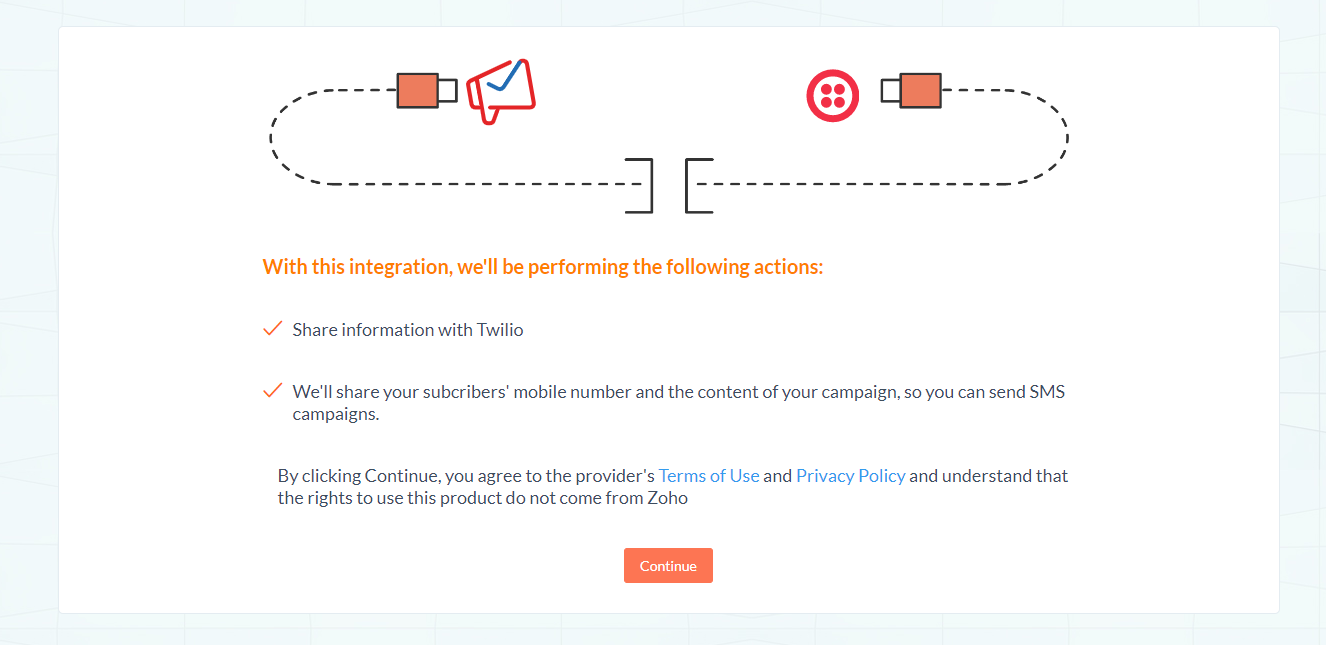 With this integration, we'll be performing the following actions:
Share information with Twilio
We'll share your subcribers' mobile number and the content of your campaign, so you can send SMS
campaigns.
By clicking Continue, you agree to the provider's Terms of Use and Privacy Policy and understand that
the rights to use this product do not come from Zoho
Continue